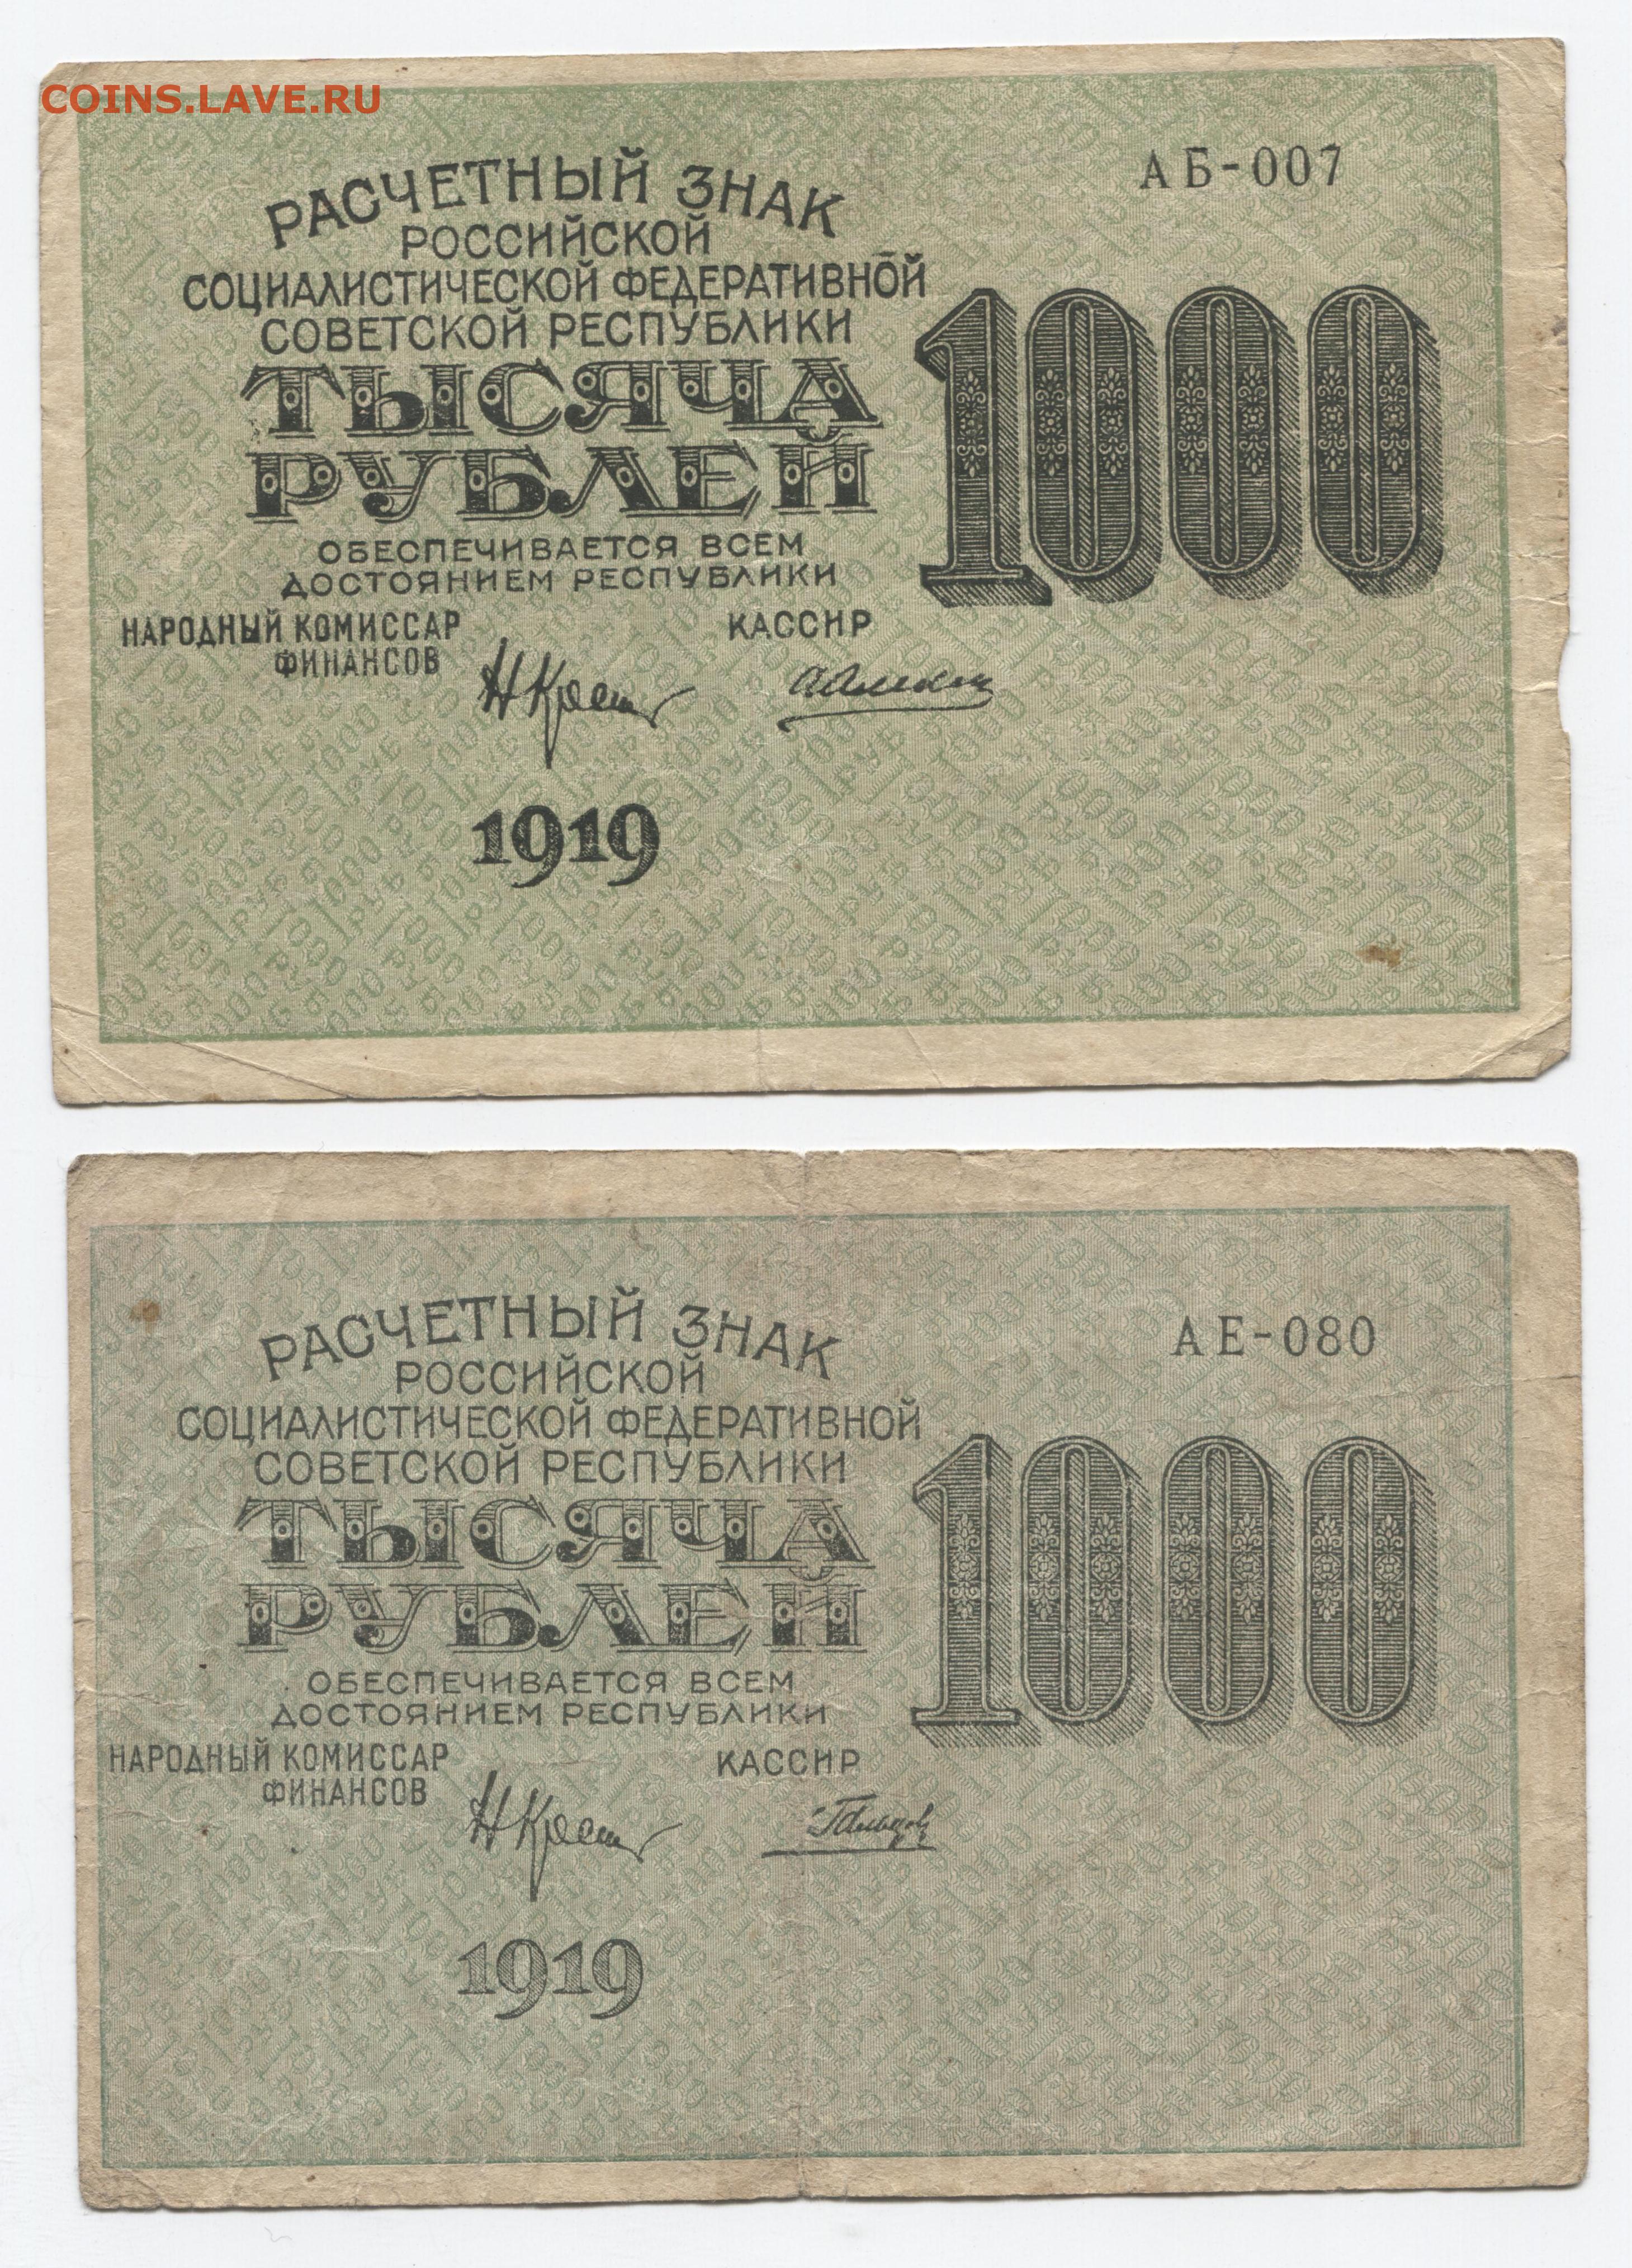 COINS.LAVE.RU
АБ-007
РАСЧЕТНЫЙ ЗНАК
РОССИЙСКОЙ
СОЦИАЛИСТИЧЕСКОЙ ФЕДЕРАТИВНОЙ
СОВЕТСКОЙ РЕСПУБЛИКИ
ТЫСЯЧА
РУБЛЕЙ
1000
ОБЕСПЕЧИВАЕТСЯ ВСЕМ
ДОСТОЯНИЕМ РЕСПУБЛИКИ
НАРОДНЫЙ КОМИССАР
ФИНАНСОВ
КАССИР
1919
АЕ-080
РАСЧЕТНЫЙ ЗНАК
РОССИЙСКОЙ
СОЦИАЛИСТИЧЕСКОЙ ФЕДЕРАТИВНОЙ
СОВЕТСКОЙ РЕСПУБЛИКИ
ТЫСЯЧА
РУБЛЕЙ
1000
ОБЕСПЕЧИВАЕТСЯ ВСЕМ
ДОСТОЯНИЕМ РЕСПУБЛИКИ
НАРОДНЫЙ КОМИССАР
ФИНАНСОВ
КАССИР
1919